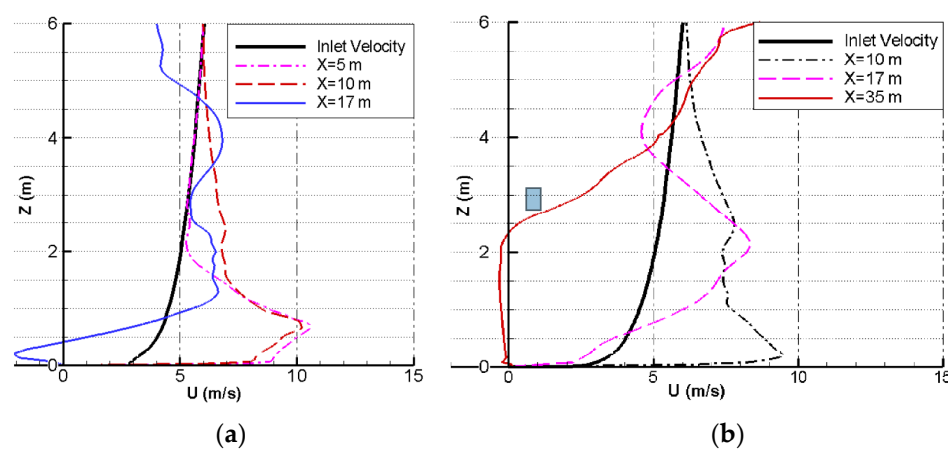 6
4
2
0
Z (m)
0
5
10
15
U (m/s)
Inlet Velocity
X=5 m
X=10 m
X=17 m
(a)
6
4
2
0
Z (m)
0
5
10
15
U (m/s)
Inlet Velocity
X=10 m
X=17 m
X=35 m
(b)